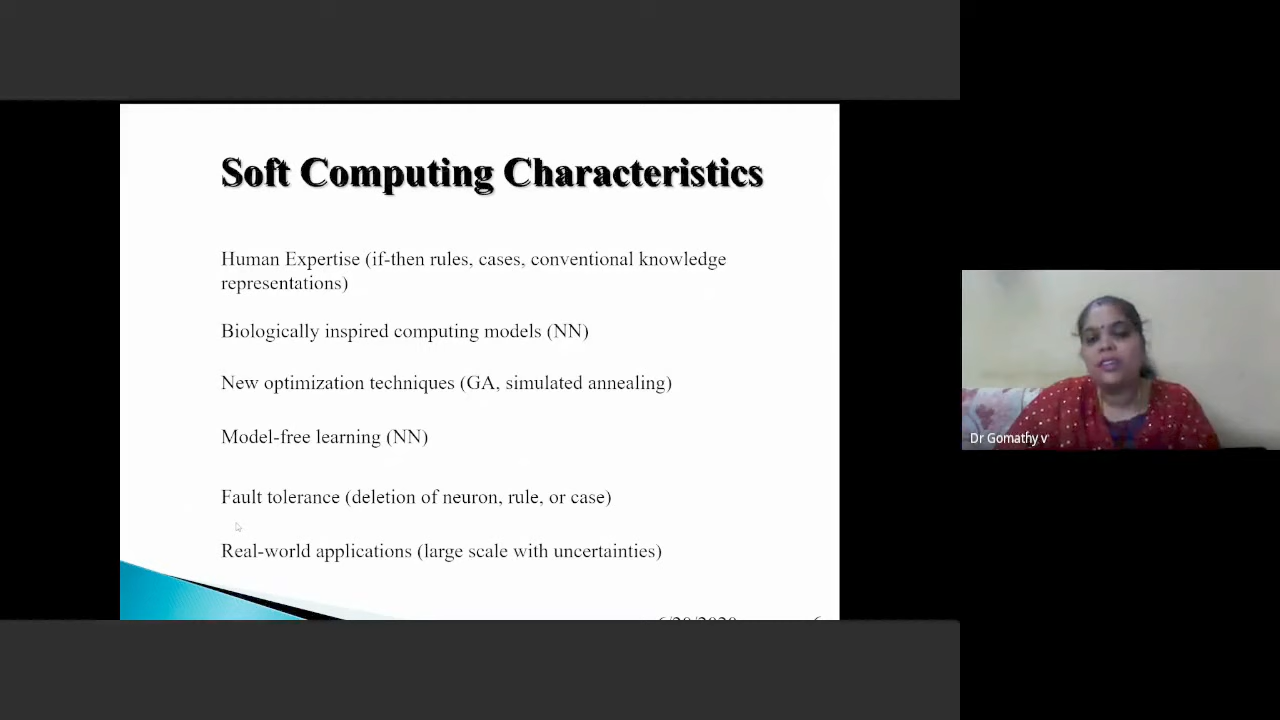 Soft Computing Characteristics
Human Expertise (if-then rules, cases, conventional knowledge
representations)
Biologically inspired computing models (NN)
New optimization techniques (GA, simulated annealing)
Model-free learning (NN)
Fault tolerance (deletion of neuron, rule, or case)
Real-world applications (large scale with uncertainties)
Dr Gomathy v